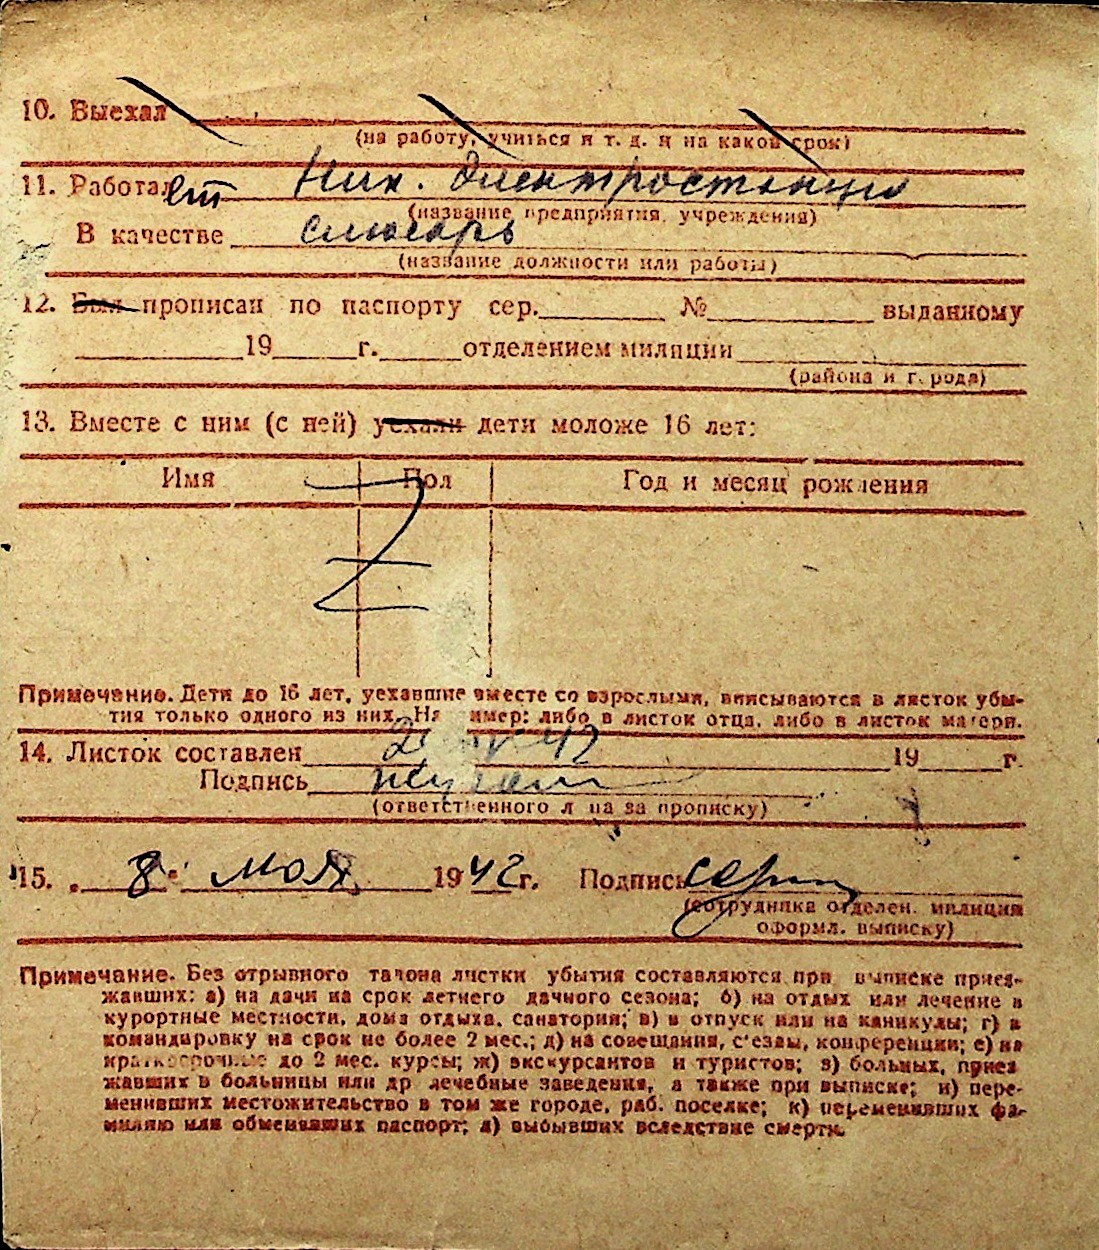 10. Выехал
(на работу, учиться и т. д. и на какой срок)
11. Работает Ник. Электростанция
(название предприятия, учреждения)
В качестве слюсарь
(название должности или работы)
12. Был прописан по паспорту сер. № выданному
19 г. отделением милиции
(района и города)
13. Вместе с ним (с ней) уехали дети моложе 16 лет:
Имя Пол Год и месяц рождения
Z
Примечание. Дети до 16 лет, уехавшие вместе со взрослыми, вписываются в листок убы-
тия только одного из них. Например: либо в листок отца, либо в листок матери.
14. Листок составлен 42 19 г.
Подпись
(ответственного лица за прописку)
15. „ 8 " мая 1942 г. Подпись
(сотрудника отделен. милиции
оформл. выписку)
Примечание. Без отрывного талона листки убытия составляются при выписке приез-
жавших: а) на дачи на срок летнего дачного сезона; б) на отдых или лечение в
курортные местности, дома отдыха, санатории; в) в отпуск или на каникулы; г) в
командировку на срок не более 2 мес.; д) на совещания, с'езды, конференции; е) на
краткосрочные до 2 мес. курсы; ж) экскурсантов и туристов; з) больных, приез
жавших в больницы или др лечебные заведения, а также при выписке; и) пере-
менивших местожительство в том же городе, раб. поселке; к) переменивших фа-
милию или обменявших паспорт; л) выбывших вследствие смерти.